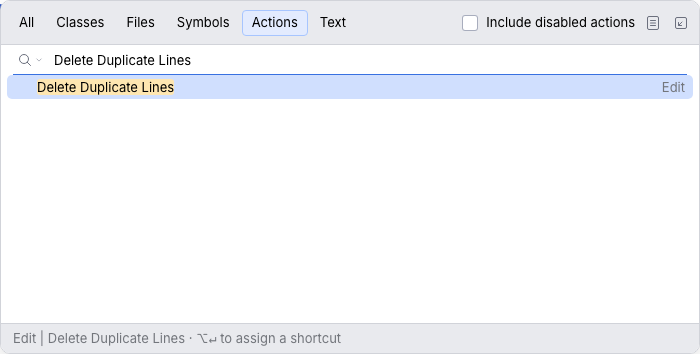 All Classes Files Symbols Actions Text Include disabled actions
Delete Duplicate Lines
Delete Duplicate Lines Edit
Edit | Delete Duplicate Lines · ⌥↵ to assign a shortcut